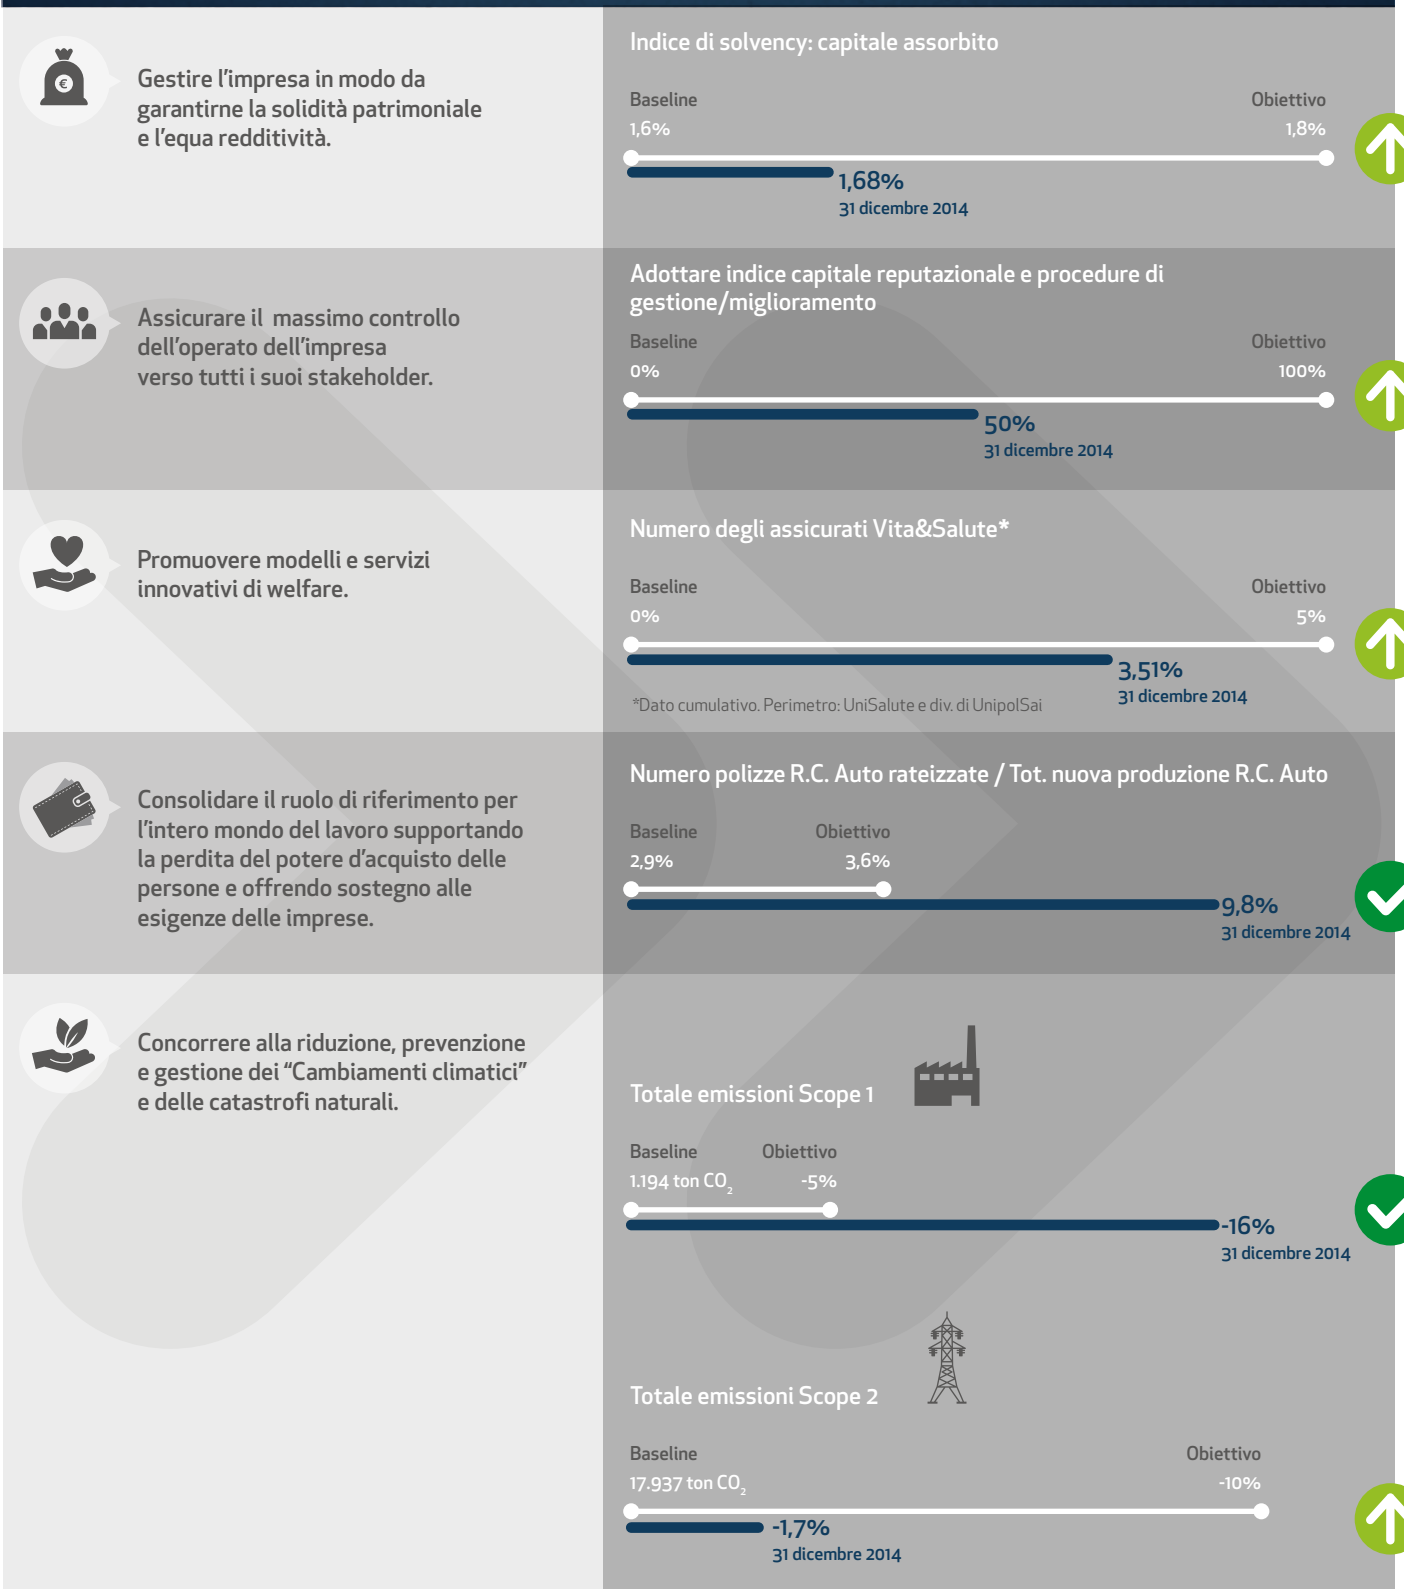 Gestire l'impresa in modo da
garantirne la solidità patrimoniale
e l'equa redditività.
Indice di solvency: capitale assorbito
Baseline
Obiettivo
1,6%
1,8%
1,68%
31 dicembre 2014
Assicurare il massimo controllo
dell'operato dell'impresa
verso tutti i suoi stakeholder.
Adottare indice capitale reputazionale e procedure di
gestione/miglioramento
Baseline
Obiettivo
0%
100%
50%
31 dicembre 2014
Promuovere modelli e servizi
innovativi di welfare.
Numero degli assicurati Vita&Salute*
Baseline
Obiettivo
0%
5%
3,51%
31 dicembre 2014
*Dato cumulativo. Perimetro: UniSalute e div. di UnipolSai
Consolidare il ruolo di riferimento per
l'intero mondo del lavoro supportando
la perdita del potere d'acquisto delle
persone e offrendo sostegno alle
esigenze delle imprese.
Numero polizze R.C. Auto rateizzate / Tot. nuova produzione R.C. Auto
Baseline
Obiettivo
2,9%
3,6%
9,8%
31 dicembre 2014
Concorrere alla riduzione, prevenzione
e gestione dei “Cambiamenti climatici”
e delle catastrofi naturali.
Totale emissioni Scope 1
Baseline
Obiettivo
1.194 ton CO₂
-5%
-16%
31 dicembre 2014
Totale emissioni Scope 2
Baseline
Obiettivo
17.937 ton CO₂
-10%
-1,7%
31 dicembre 2014